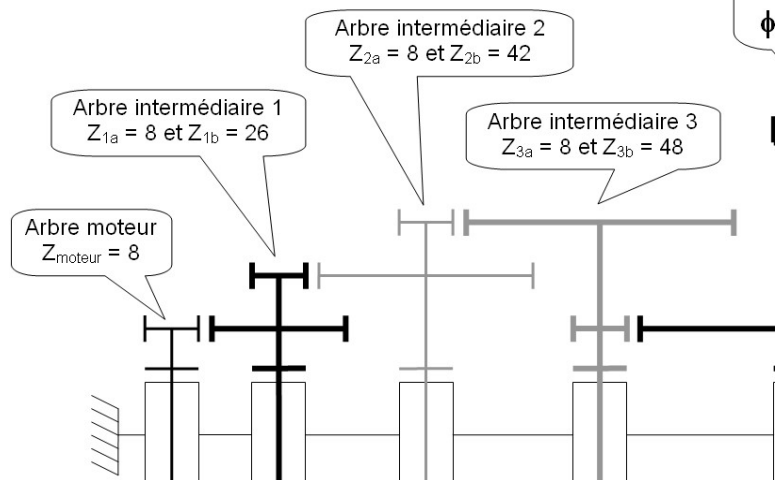 Arbre intermédiaire 2
Z2a = 8 et Z2b = 42
Arbre intermédiaire 1
Z1a = 8 et Z1b = 26
Arbre intermédiaire 3
Z3a = 8 et Z3b = 48
Arbre moteur
Zmoteur = 8
ϕ